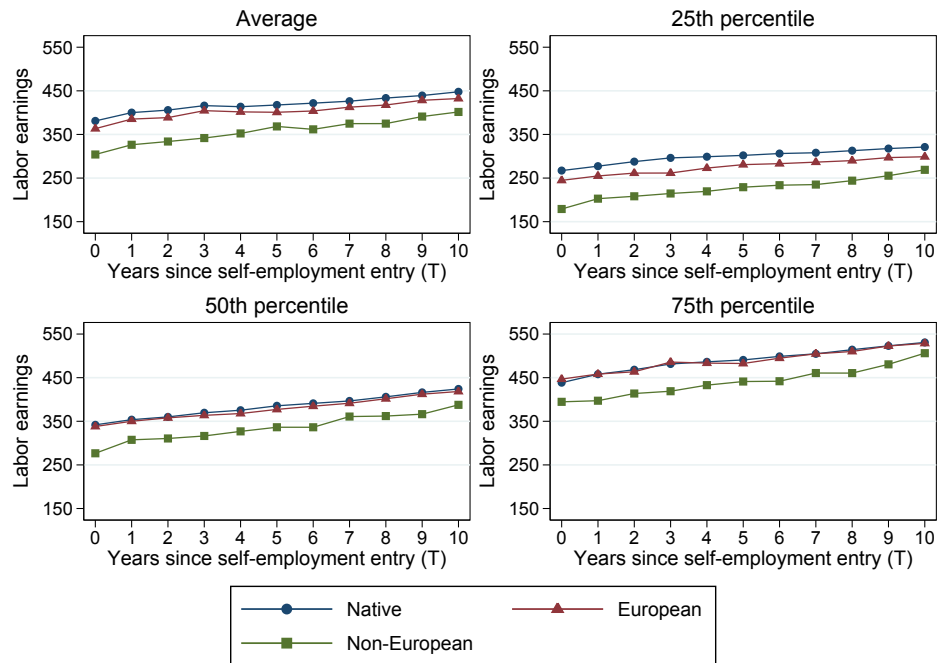 Average
Labor earnings
550
450
350
250
150
0 1 2 3 4 5 6 7 8 9 10
Years since self-employment entry (T)
25th percentile
Labor earnings
550
450
350
250
150
0 1 2 3 4 5 6 7 8 9 10
Years since self-employment entry (T)
50th percentile
Labor earnings
550
450
350
250
150
0 1 2 3 4 5 6 7 8 9 10
Years since self-employment entry (T)
75th percentile
Labor earnings
550
450
350
250
150
0 1 2 3 4 5 6 7 8 9 10
Years since self-employment entry (T)
Native
European
Non-European